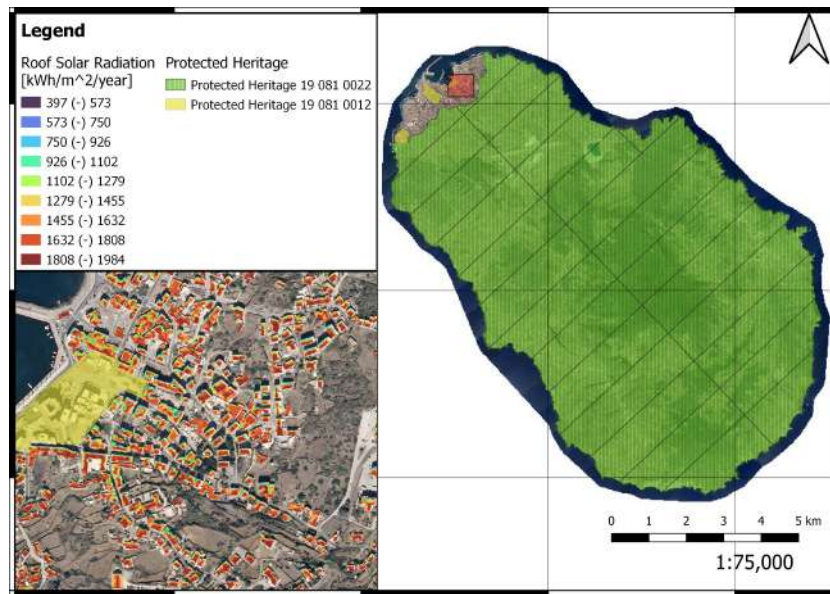 Legend
Roof Solar Radiation
[kWh/m^2/year]
397 (-) 573
573 (-) 750
750 (-) 926
926 (-) 1102
1102 (-) 1279
1279 (-) 1455
1455 (-) 1632
1632 (-) 1808
1808 (-) 1984
Protected Heritage
Protected Heritage 19 081 0022
Protected Heritage 19 081 0012
0 1 2 3 4 5 km
1:75,000